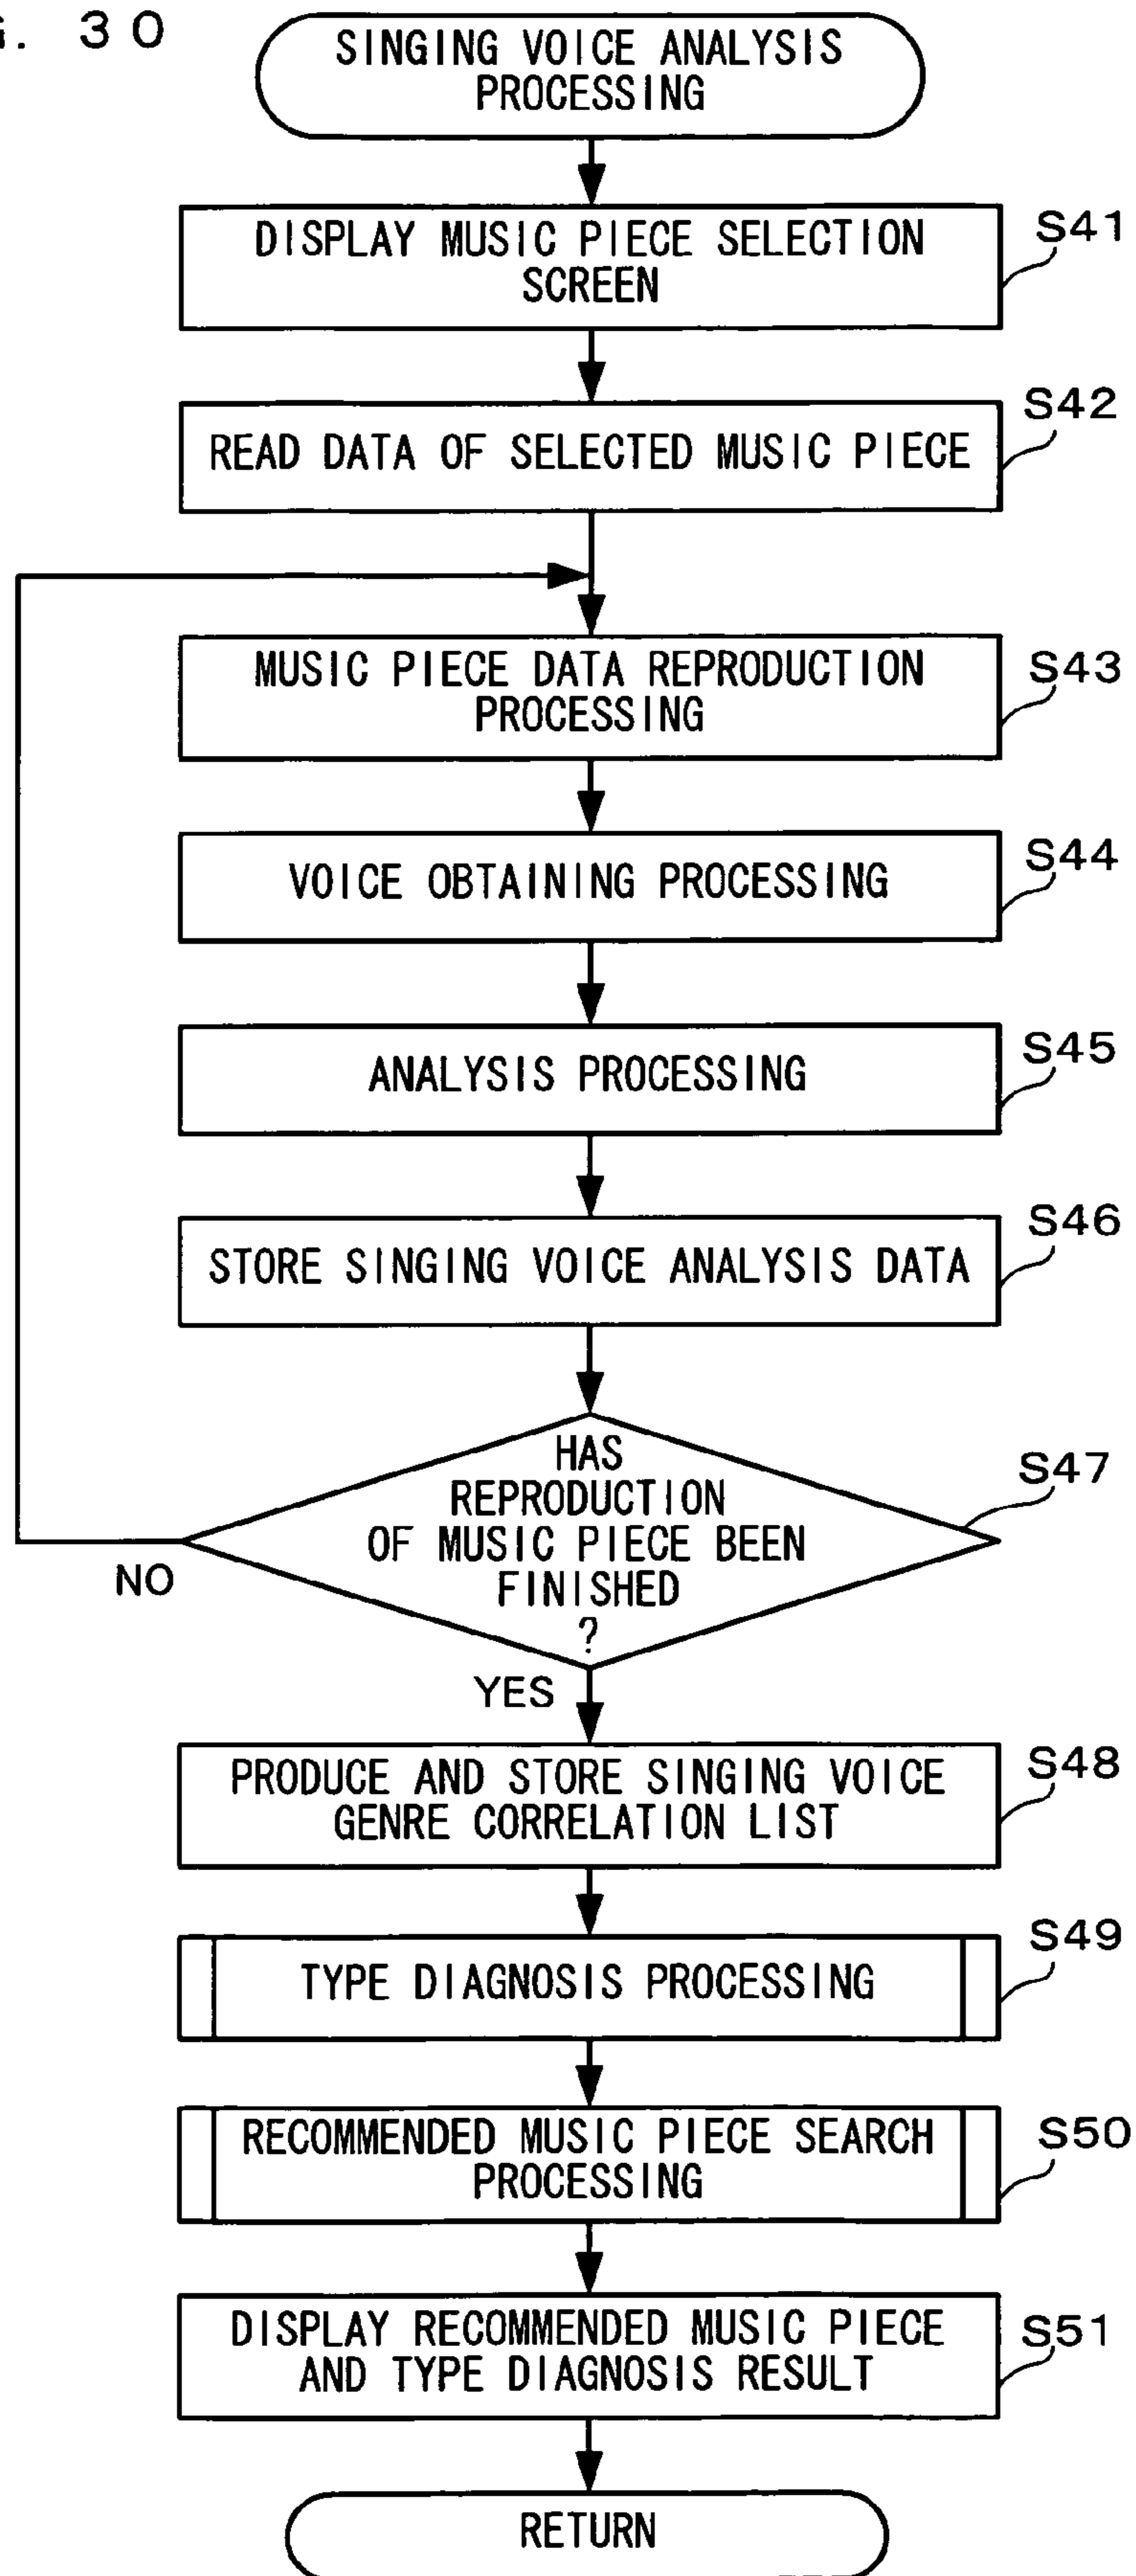 G. 30
SINGING VOICE ANALYSIS
PROCESSING
DISPLAY MUSIC PIECE SELECTION
SCREEN
S41
READ DATA OF SELECTED MUSIC PIECE
S42
MUSIC PIECE DATA REPRODUCTION
PROCESSING
S43
VOICE OBTAINING PROCESSING
S44
ANALYSIS PROCESSING
S45
STORE SINGING VOICE ANALYSIS DATA
S46
HAS
REPRODUCTION
OF MUSIC PIECE BEEN
FINISHED
?
S47
NO
YES
PRODUCE AND STORE SINGING VOICE
GENRE CORRELATION LIST
S48
TYPE DIAGNOSIS PROCESSING
S49
RECOMMENDED MUSIC PIECE SEARCH
PROCESSING
S50
DISPLAY RECOMMENDED MUSIC PIECE
AND TYPE DIAGNOSIS RESULT
S51
RETURN